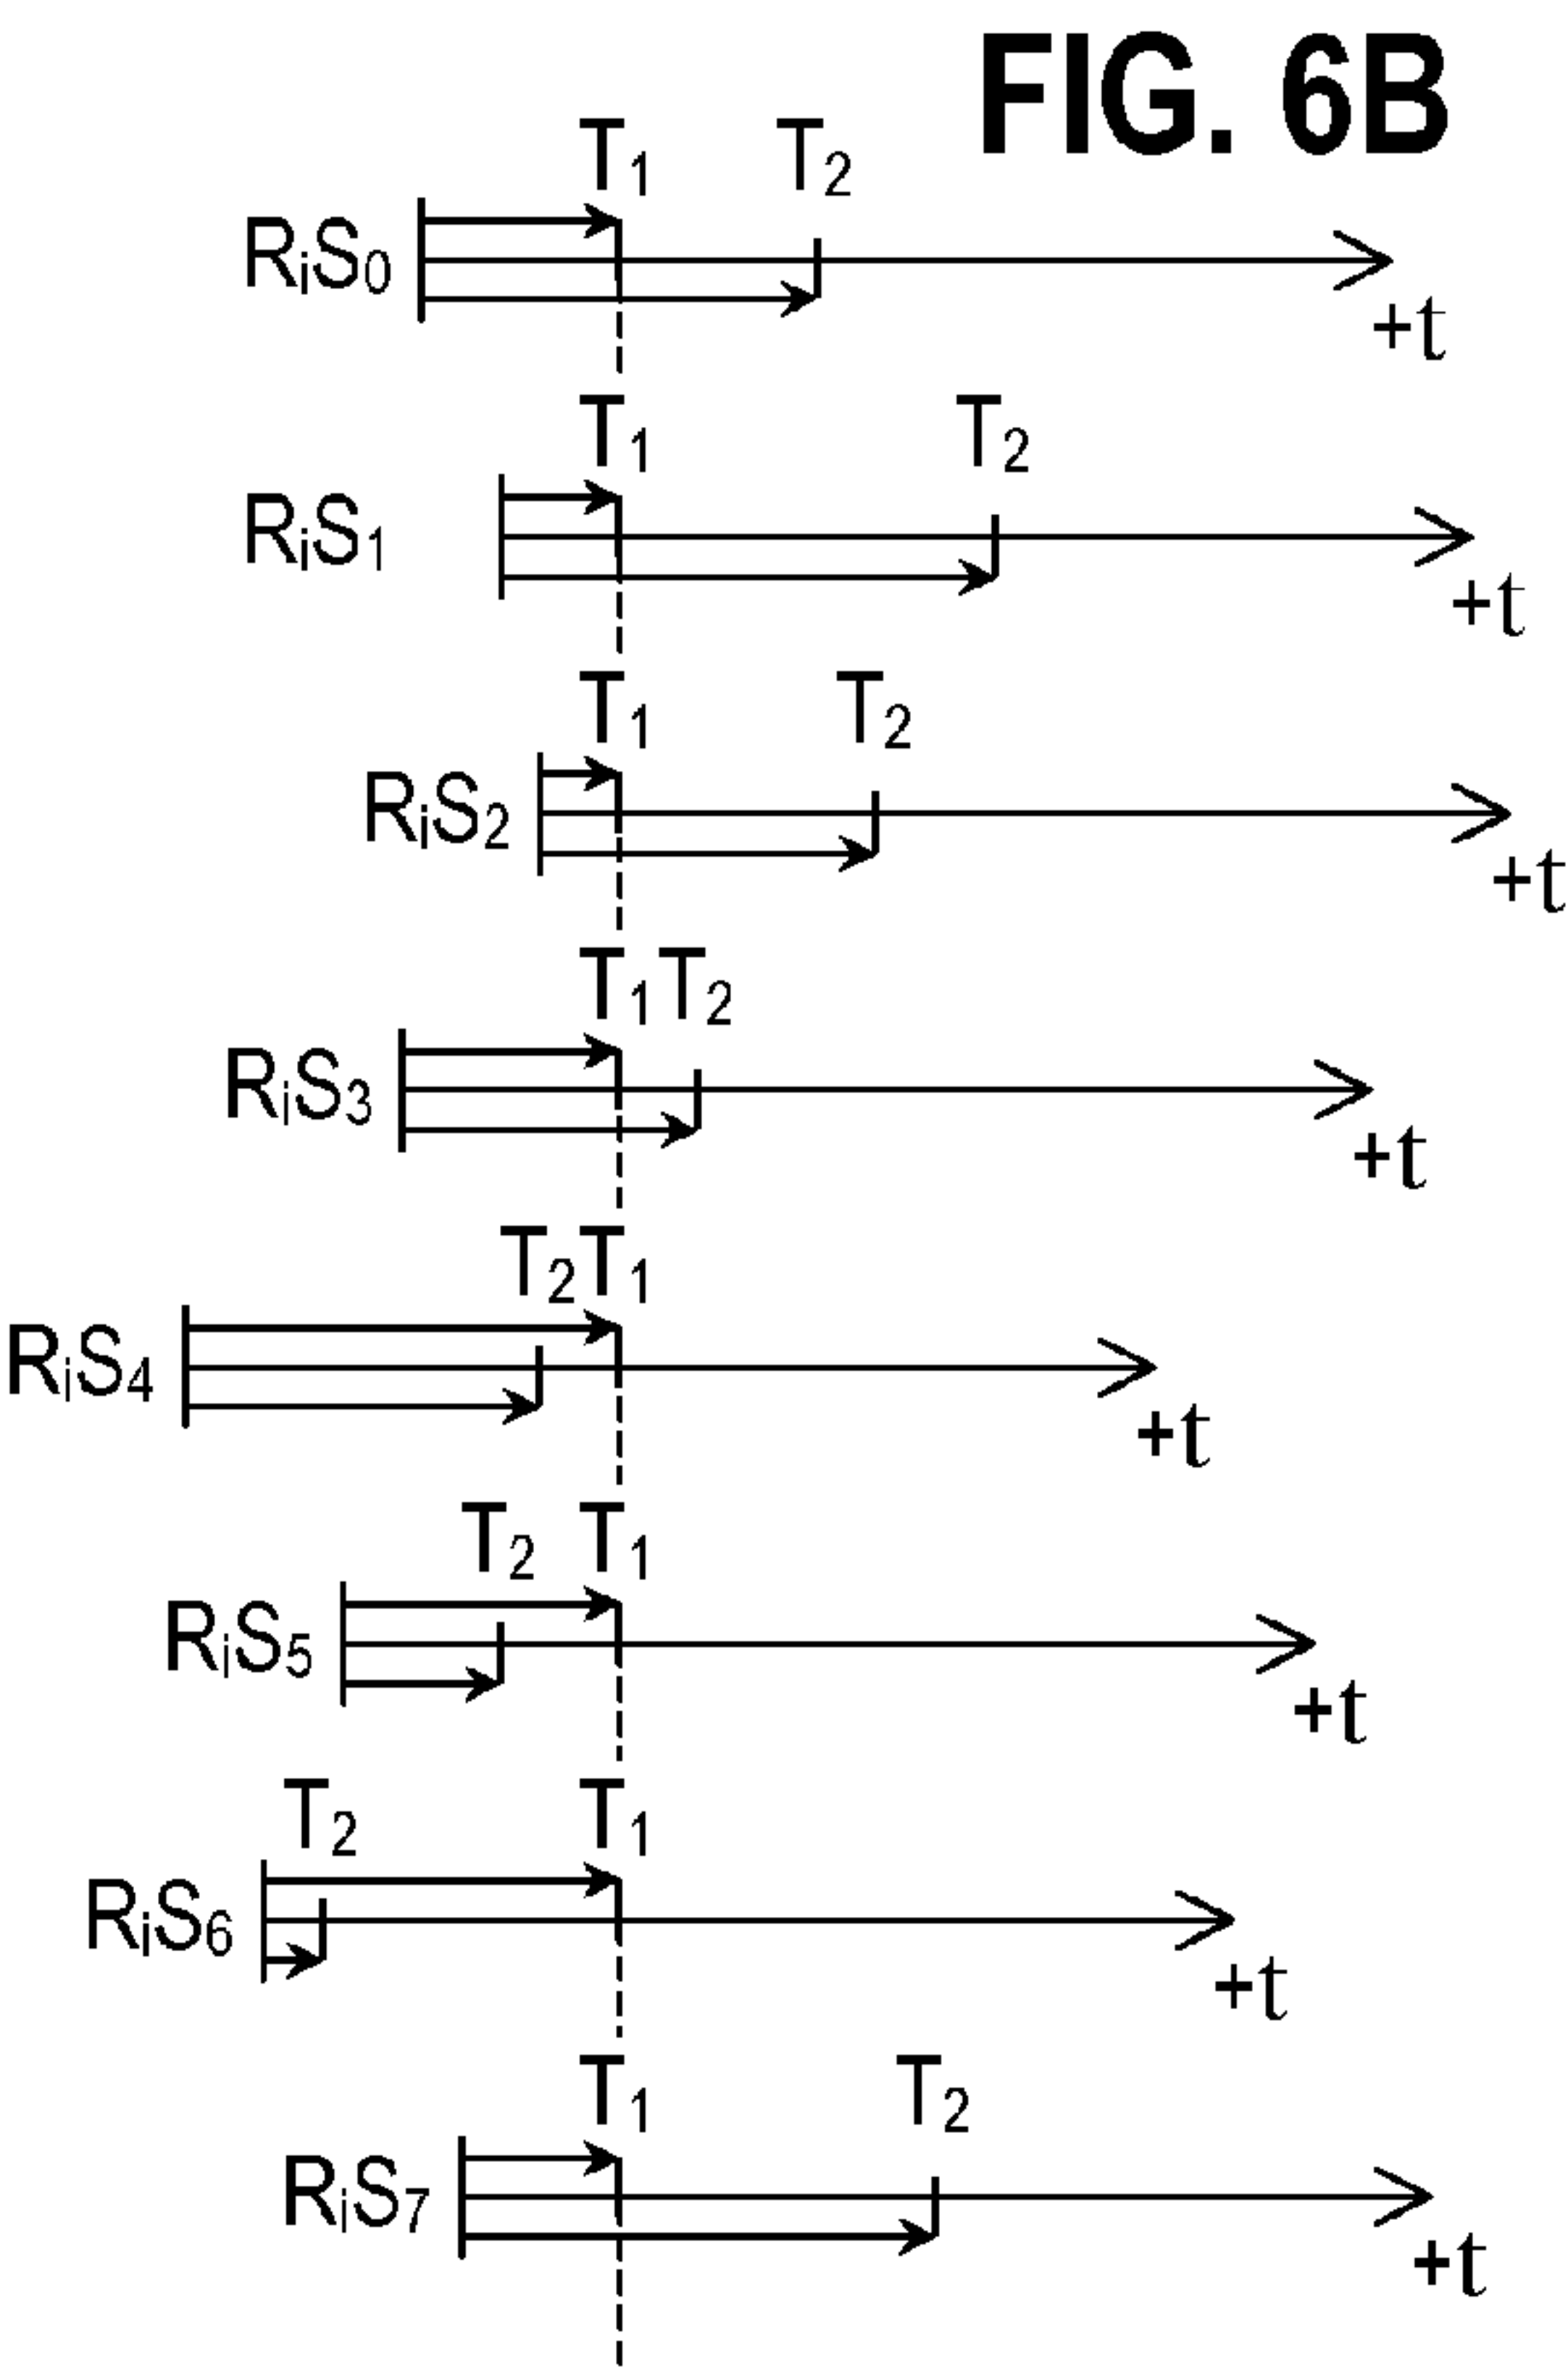 FIG. 6B
T1 T2
RiS0
+t
T1 T2
RiS1
+t
T1 T2
RiS2
+t
T1 T2
RiS3
+t
T2 T1
RiS4
+t
T2 T1
RiS5
+t
T2 T1
RiS6
+t
T1 T2
RiS7
+t